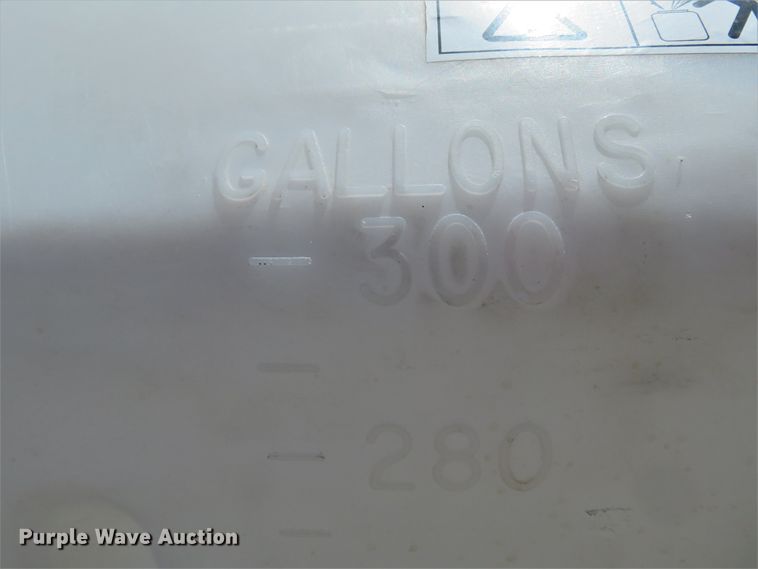 GALLONS
- 300
- 280
Purple Wave Auction